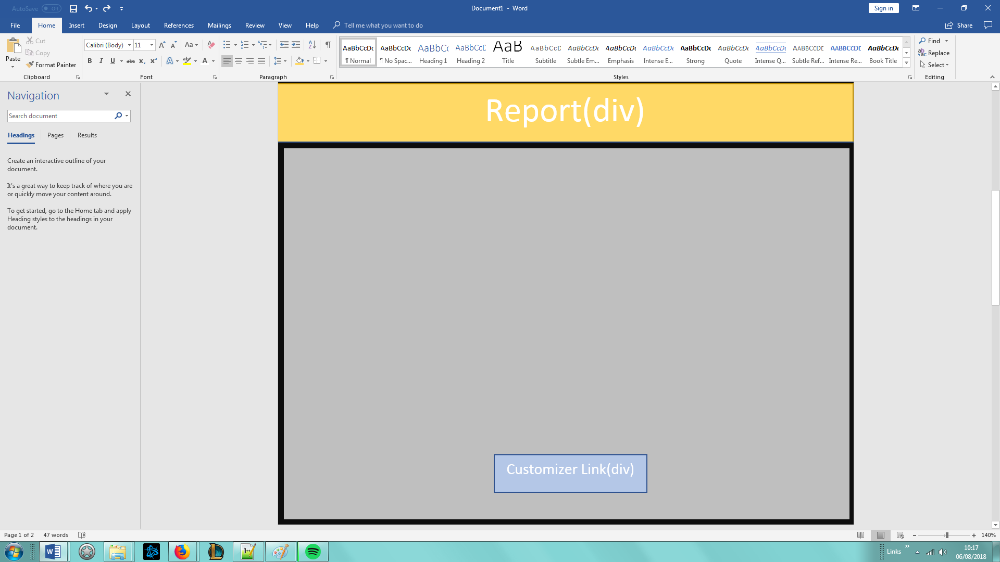 AutoSave Off
Document1 - Word
Sign in
File Home Insert Design Layout References Mailings Review View Help Tell me what you want to do
Share
Paste
Cut
Copy
Format Painter
Clipboard
Calibri (Body) 11
Font
Paragraph
AaBbCcDc AaBbCcDc AaBbCc AaBbCcD AaB AaBbCcD AaBbCcDc AaBbCcDc AaBbCcDc AaBbCcDc AaBbCcDc AaBbCcDc AaBbCcDd AaBbCcDd AaBbCcDc
¶ Normal ¶ No Spac... Heading 1 Heading 2 Title Subtitle Subtle Em... Emphasis Intense E... Strong Quote Intense Q... Subtle Ref... Intense Re... Book Title
Styles
Find
Replace
Select
Editing
Navigation
Search document
Headings Pages Results
Create an interactive outline of your
document.
It's a great way to keep track of where you are
or quickly move your content around.
To get started, go to the Home tab and apply
Heading styles to the headings in your
document.
Report(div)
Customizer Link(div)
Page 1 of 2 47 words
140%
Links
10:17
06/08/2018